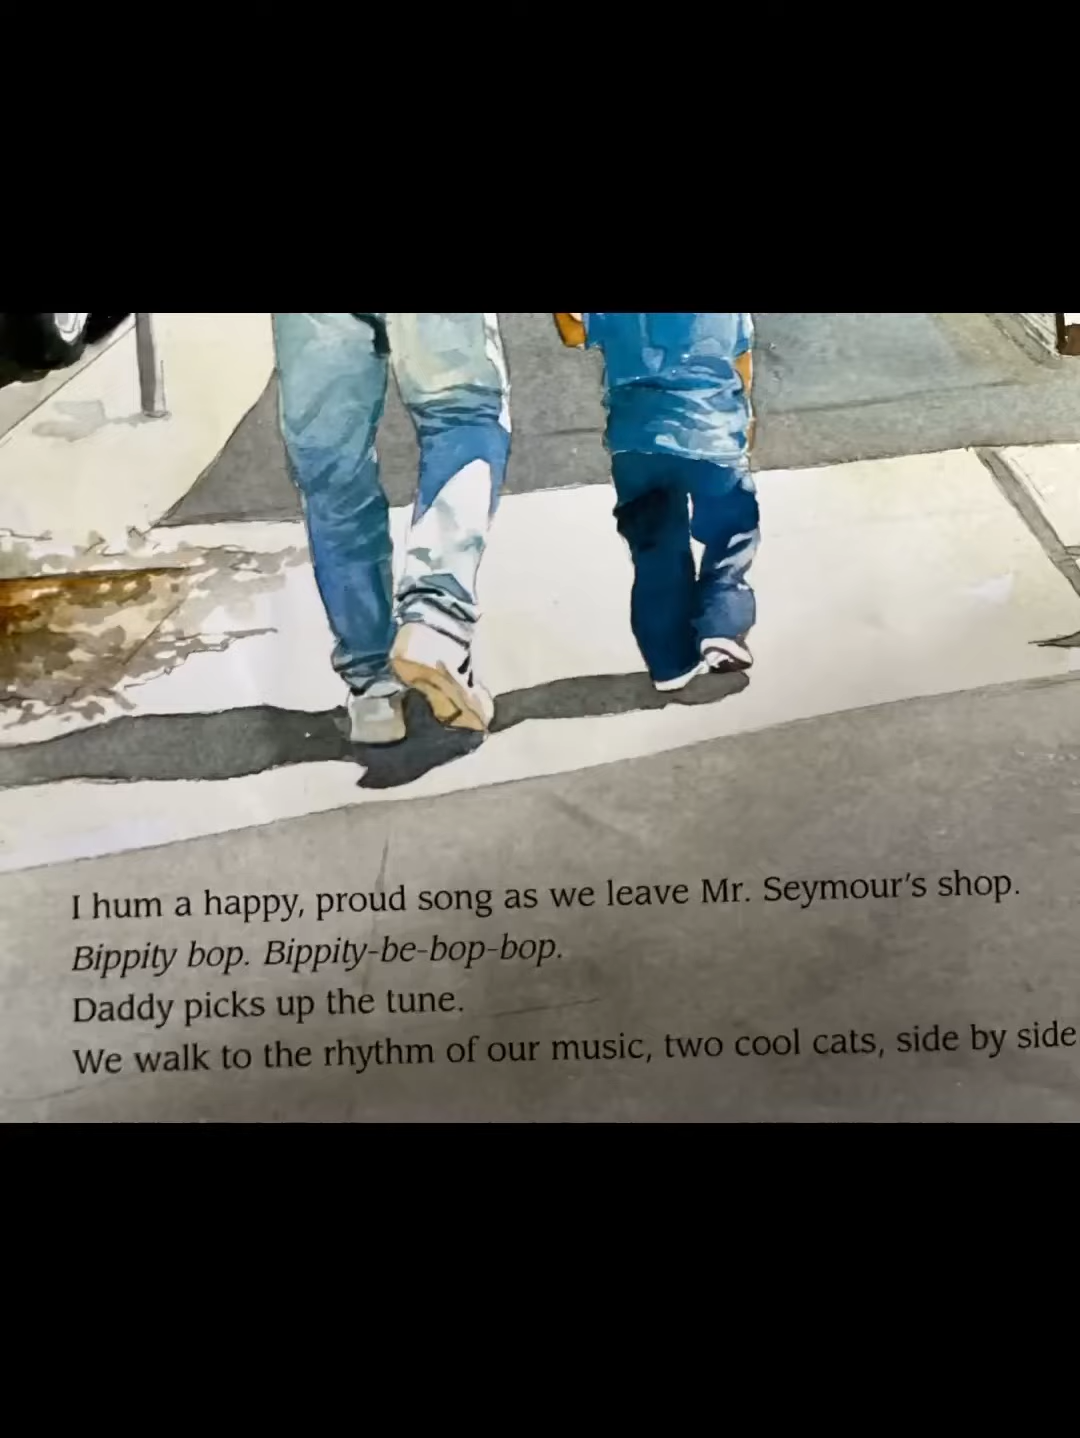 I hum a happy, proud song as we leave Mr. Seymour's shop.
Bippity bop. Bippity-be-bop-bop.
Daddy picks up the tune.
We walk to the rhythm of our music, two cool cats, side by side